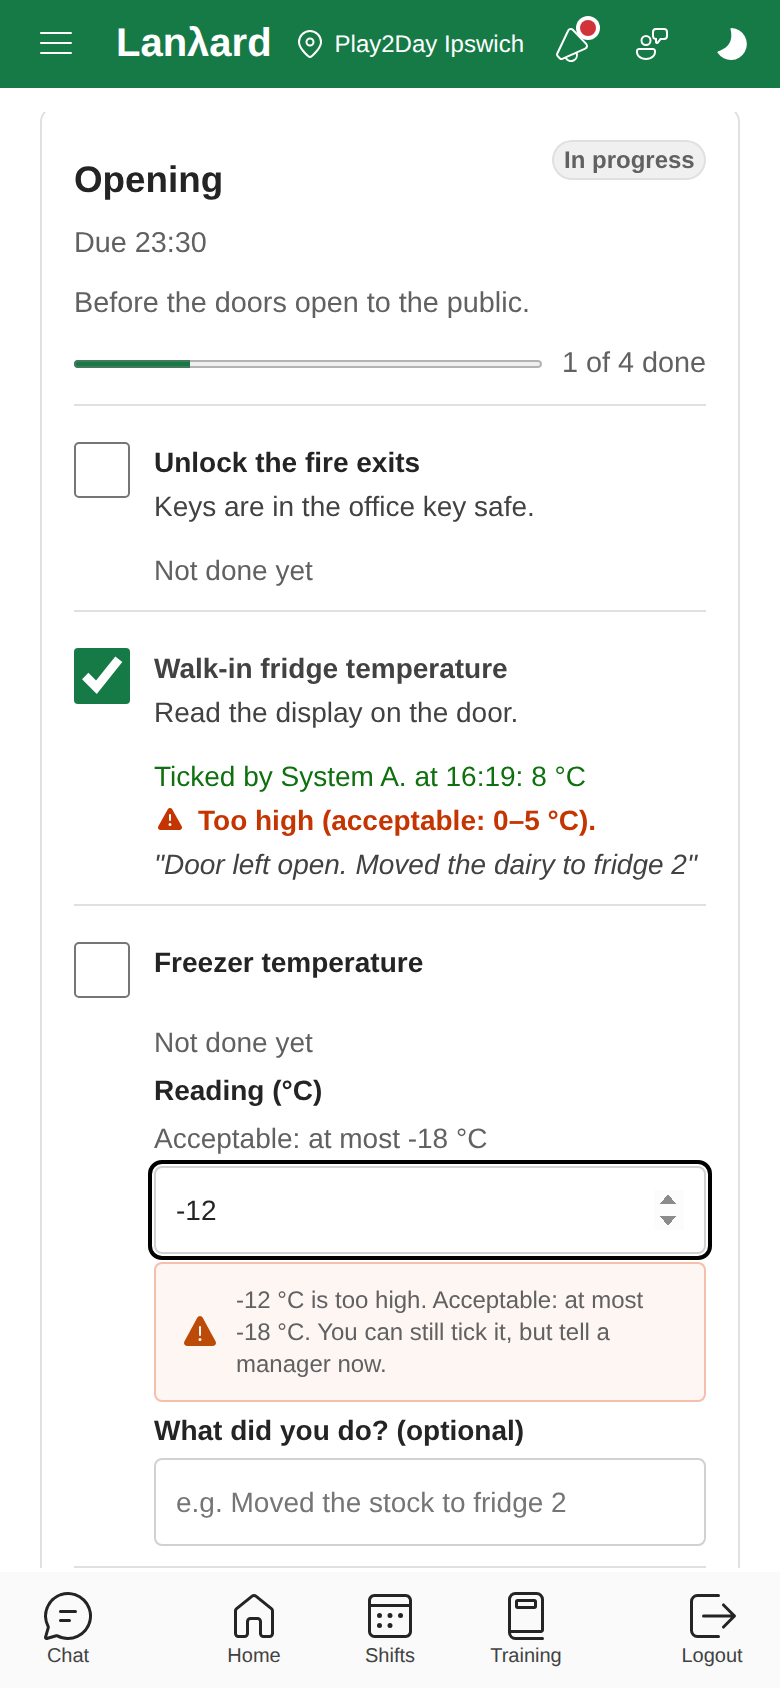 Lanλard
Play2Day Ipswich
Opening
In progress
Due 23:30
Before the doors open to the public.
1 of 4 done
Unlock the fire exits
Keys are in the office key safe.
Not done yet
Walk-in fridge temperature
Read the display on the door.
Ticked by System A. at 16:19: 8 °C
Too high (acceptable: 0–5 °C).
"Door left open. Moved the dairy to fridge 2"
Freezer temperature
Not done yet
Reading (°C)
Acceptable: at most -18 °C
-12
-12 °C is too high. Acceptable: at most
-18 °C. You can still tick it, but tell a
manager now.
What did you do? (optional)
e.g. Moved the stock to fridge 2
Chat
Home
Shifts
Training
Logout